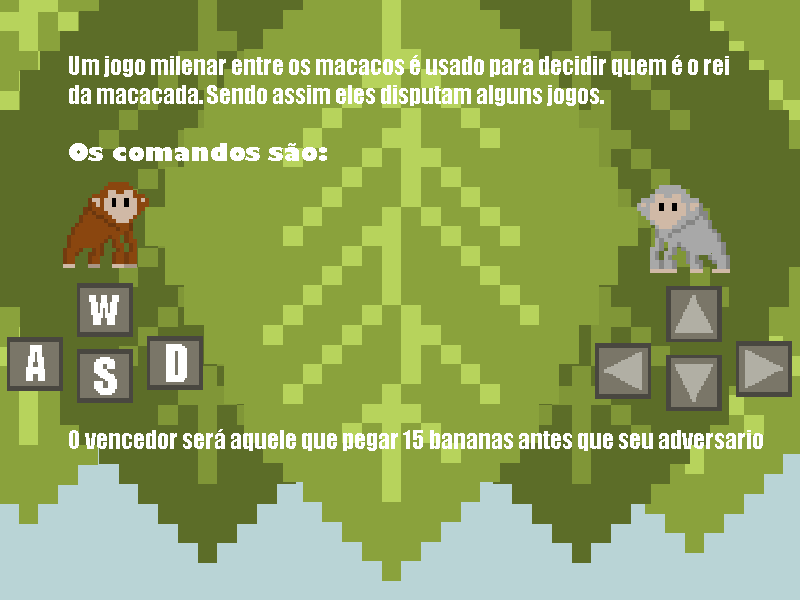 Um jogo milenar entre os macacos é usado para decidir quem é o rei
da macacada. Sendo assim eles disputam alguns jogos.
Os comandos são:
W
A S D
O vencedor será aquele que pegar 15 bananas antes que seu adversario